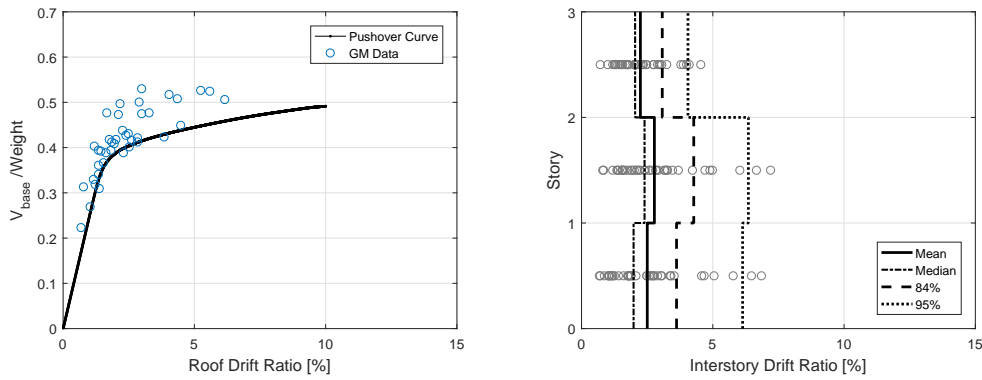 0.7
0.6
0.5
0.4
0.3
0.2
0.1
0
V_base /Weight
0 5 10 15
Roof Drift Ratio [%]
Pushover Curve
GM Data
3
2
1
0
Story
0 5 10 15
Interstory Drift Ratio [%]
Mean
Median
84%
95%